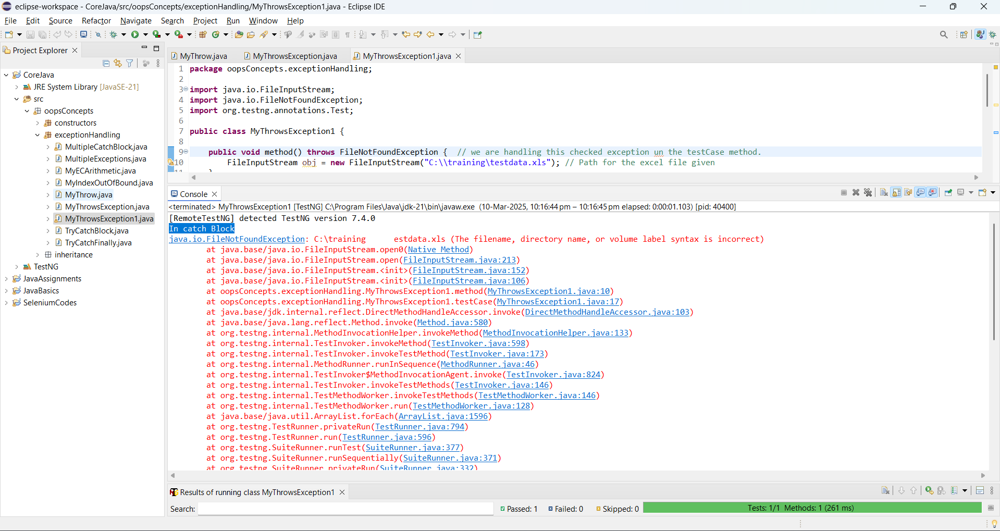 eclipse-workspace - CoreJava/src/oopsConcepts/exceptionHandling/MyThrowsException1.java - Eclipse IDE
File Edit Source Refactor Navigate Search Project Run Window Help
Project Explorer
CoreJava
JRE System Library [JavaSE-21]
src
oopsConcepts
constructors
exceptionHandling
MultipleCatchBlock.java
MultipleExceptions.java
MyECArithmetic.java
MyIndexOutOfBound.java
MyThrow.java
MyThrowsException.java
MyThrowsException1.java
TryCatchBlock.java
TryCatchFinally.java
inheritance
TestNG
JavaAssignments
JavaBasics
SeleniumCodes
MyThrow.java MyThrowsException.java MyThrowsException1.java
1 package oopsConcepts.exceptionHandling;
2
3 import java.io.FileInputStream;
4 import java.io.FileNotFoundException;
5 import org.testng.annotations.Test;
6
7 public class MyThrowsException1 {
8
9 public void method() throws FileNotFoundException { // we are handling this checked exception un the testCase method.
10 FileInputStream obj = new FileInputStream("C:\\training\testdata.xls"); // Path for the excel file given
11 }
Console
<terminated> MyThrowsException1 [TestNG] C:\Program Files\Java\jdk-21\bin\javaw.exe (10-Mar-2025, 10:16:44 pm – 10:16:45 pm elapsed: 0:00:01.103) [pid: 40400]
[RemoteTestNG] detected TestNG version 7.4.0
In catch Block
java.io.FileNotFoundException: C:\training	estdata.xls (The filename, directory name, or volume label syntax is incorrect)
at java.base/java.io.FileInputStream.open0(Native Method)
at java.base/java.io.FileInputStream.open(FileInputStream.java:213)
at java.base/java.io.FileInputStream.<init>(FileInputStream.java:152)
at java.base/java.io.FileInputStream.<init>(FileInputStream.java:106)
at oopsConcepts.exceptionHandling.MyThrowsException1.method(MyThrowsException1.java:10)
at oopsConcepts.exceptionHandling.MyThrowsException1.testCase(MyThrowsException1.java:17)
at java.base/jdk.internal.reflect.DirectMethodHandleAccessor.invoke(DirectMethodHandleAccessor.java:103)
at java.base/java.lang.reflect.Method.invoke(Method.java:580)
at org.testng.internal.MethodInvocationHelper.invokeMethod(MethodInvocationHelper.java:133)
at org.testng.internal.TestInvoker.invokeMethod(TestInvoker.java:598)
at org.testng.internal.TestInvoker.invokeTestMethod(TestInvoker.java:173)
at org.testng.internal.MethodRunner.runInSequence(MethodRunner.java:46)
at org.testng.internal.TestInvoker$MethodInvocationAgent.invoke(TestInvoker.java:824)
at org.testng.internal.TestInvoker.invokeTestMethods(TestInvoker.java:146)
at org.testng.internal.TestMethodWorker.invokeTestMethods(TestMethodWorker.java:146)
at org.testng.internal.TestMethodWorker.run(TestMethodWorker.java:128)
at java.base/java.util.ArrayList.forEach(ArrayList.java:1596)
at org.testng.TestRunner.privateRun(TestRunner.java:794)
at org.testng.TestRunner.run(TestRunner.java:596)
at org.testng.SuiteRunner.runTest(SuiteRunner.java:377)
at org.testng.SuiteRunner.runSequentially(SuiteRunner.java:371)
at org.testng.SuiteRunner.privateRun(SuiteRunner.java:332)
Results of running class MyThrowsException1
Search: Passed: 1 Failed: 0 Skipped: 0 Tests: 1/1 Methods: 1 (261 ms)